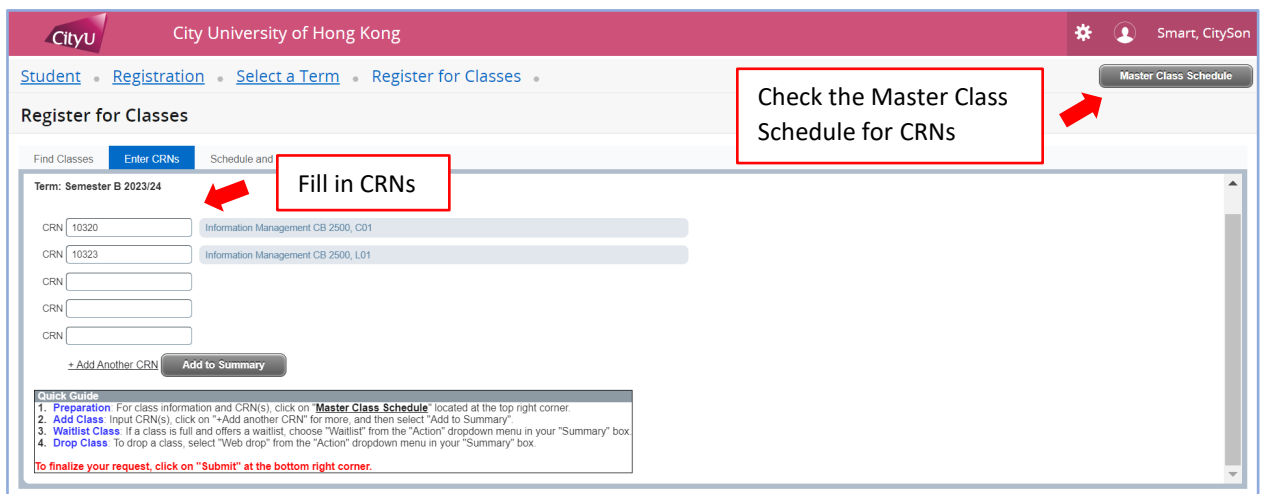 CityU City University of Hong Kong Smart, CitySon
Student • Registration • Select a Term • Register for Classes •
Master Class Schedule
Check the Master Class
Schedule for CRNs
Register for Classes
Find Classes Enter CRNs Schedule and
Fill in CRNs
Term: Semester B 2023/24
CRN 10320 Information Management CB 2500, C01
CRN 10323 Information Management CB 2500, L01
CRN
CRN
CRN
+ Add Another CRN Add to Summary
Quick Guide
1. Preparation: For class information and CRN(s), click on "Master Class Schedule" located at the top right corner.
2. Add Class: Input CRN(s), click on "+Add another CRN" for more, and then select "Add to Summary".
3. Waitlist Class: If a class is full and offers a waitlist, choose "Waitlist" from the "Action" dropdown menu in your "Summary" box.
4. Drop Class: To drop a class, select "Web drop" from the "Action" dropdown menu in your "Summary" box.
To finalize your request, click on "Submit" at the bottom right corner.